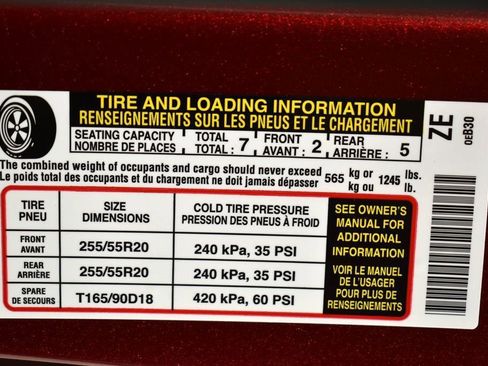 TIRE AND LOADING INFORMATION
RENSEIGNEMENTS SUR LES PNEUS ET LE CHARGEMENT
SEATING CAPACITY TOTAL FRONT REAR
NOMBRE DE PLACES TOTAL : 7 AVANT : 2 ARRIÈRE : 5
The combined weight of occupants and cargo should never exceed 565 kg or 1245 lbs.
Le poids total des occupants et du chargement ne doit jamais dépasser kg ou lb.
TIRE SIZE COLD TIRE PRESSURE
PNEU DIMENSIONS PRESSION DES PNEUS À FROID
FRONT
AVANT 255/55R20 240 kPa, 35 PSI
REAR
ARRIÈRE 255/55R20 240 kPa, 35 PSI
SPARE
DE SECOURS T165/90D18 420 kPa, 60 PSI
SEE OWNER'S
MANUAL FOR
ADDITIONAL
INFORMATION
VOIR LE MANUEL
DE L'USAGER
POUR PLUS DE
RENSEIGNEMENTS
ZE
0EB30